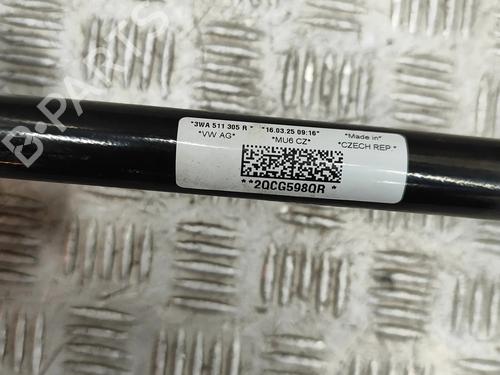 B-PARTS
*3WA 511 305 R * *16.03.25 09:16* *Made in*
*VW AG* *MU6 CZ* *CZECH REP.*
**2QCG598QR *